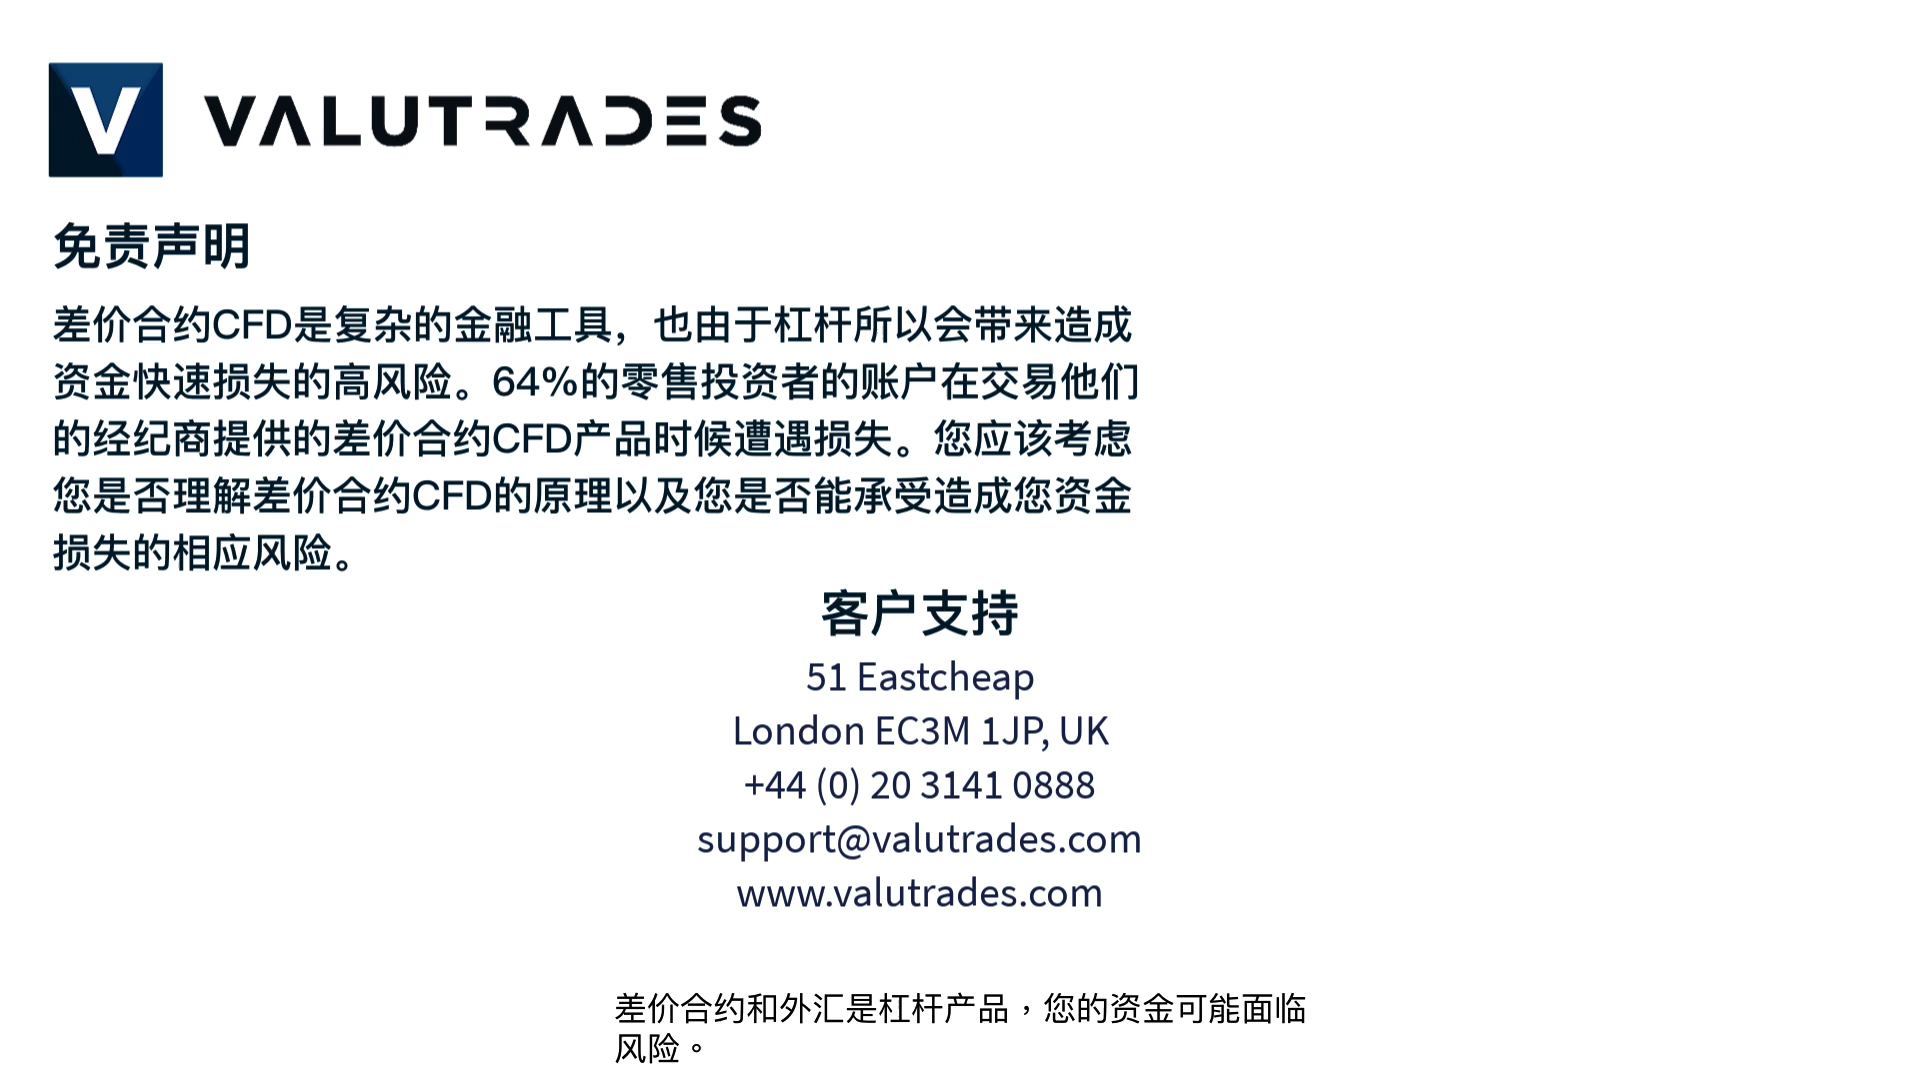 V VALUTRADES
免责声明
差价合约CFD是复杂的金融工具，也由于杠杆所以会带来造成
资金快速损失的高风险。64%的零售投资者的账户在交易他们
的经纪商提供的差价合约CFD产品时候遭遇损失。您应该考虑
您是否理解差价合约CFD的原理以及您是否能承受造成您资金
损失的相应风险。
客户支持
51 Eastcheap
London EC3M 1JP, UK
+44 (0) 20 3141 0888
support@valutrades.com
www.valutrades.com
差价合约和外汇是杠杆产品，您的资金可能面临
风险。